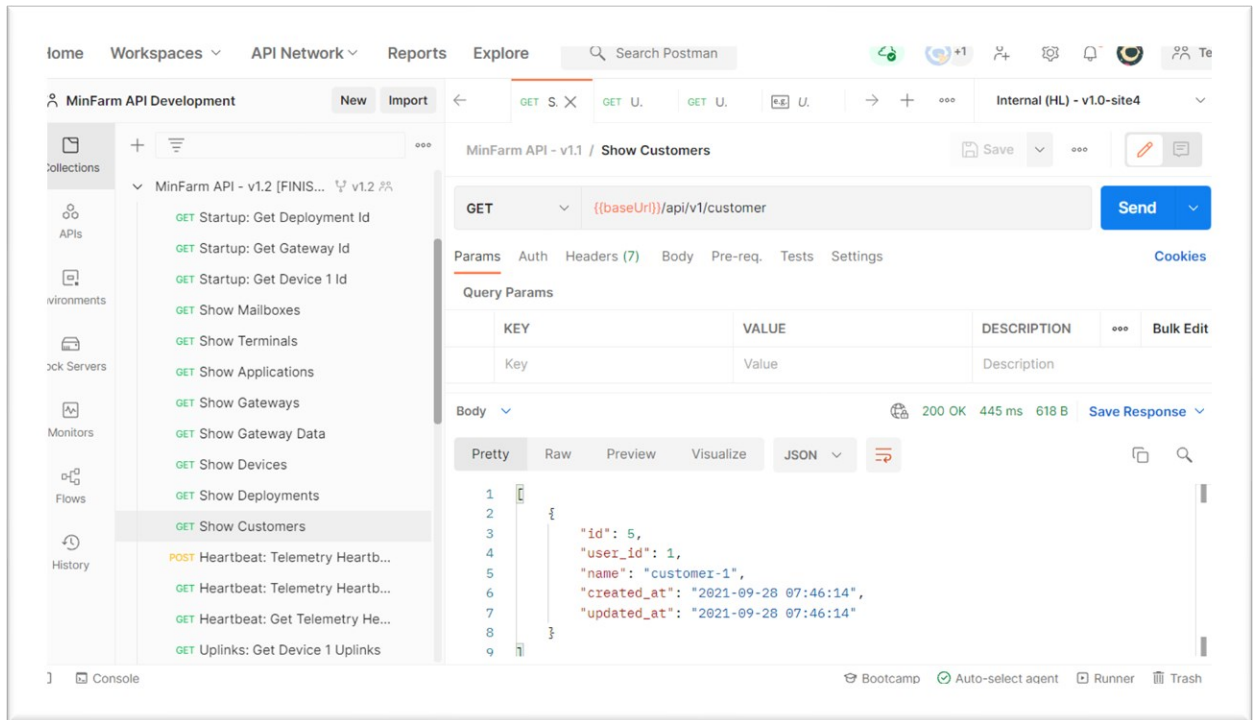 Home Workspaces API Network Reports Explore Search Postman +1 Te
MinFarm API Development New Import
GET S. GET U. GET U. e.g. U. Internal (HL) - v1.0-site4
Collections
APIs
Environments
Mock Servers
Monitors
Flows
History
MinFarm API - v1.2 [FINIS... v1.2
GET Startup: Get Deployment Id
GET Startup: Get Gateway Id
GET Startup: Get Device 1 Id
GET Show Mailboxes
GET Show Terminals
GET Show Applications
GET Show Gateways
GET Show Gateway Data
GET Show Devices
GET Show Deployments
GET Show Customers
POST Heartbeat: Telemetry Heartb...
GET Heartbeat: Telemetry Heartb...
GET Heartbeat: Get Telemetry He...
GET Uplinks: Get Device 1 Uplinks
MinFarm API - v1.1 / Show Customers Save
GET {{baseUrl}}/api/v1/customer Send
Params Auth Headers (7) Body Pre-req. Tests Settings Cookies
Query Params
KEY VALUE DESCRIPTION Bulk Edit
Key Value Description
Body 200 OK 445 ms 618 B Save Response
Pretty Raw Preview Visualize JSON
1 [
2 {
3 "id": 5,
4 "user_id": 1,
5 "name": "customer-1",
6 "created_at": "2021-09-28 07:46:14",
7 "updated_at": "2021-09-28 07:46:14"
8 }
9 ]
Console Bootcamp Auto-select agent Runner Trash